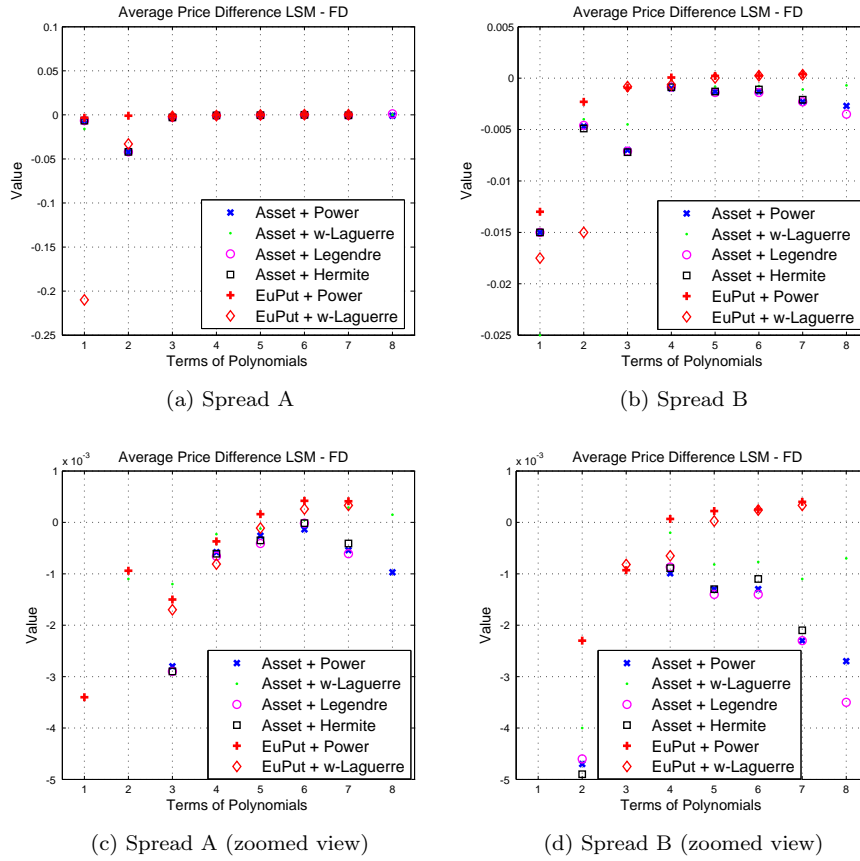 Average Price Difference LSM - FD
0.1
0.05
0
-0.05
-0.1
-0.15
-0.2
-0.25
Value
1 2 3 4 5 6 7 8
Terms of Polynomials
Asset + Power
Asset + w-Laguerre
Asset + Legendre
Asset + Hermite
EuPut + Power
EuPut + w-Laguerre
(a) Spread A
Average Price Difference LSM - FD
0.005
0
-0.005
-0.01
-0.015
-0.02
-0.025
Value
1 2 3 4 5 6 7 8
Terms of Polynomials
Asset + Power
Asset + w-Laguerre
Asset + Legendre
Asset + Hermite
EuPut + Power
EuPut + w-Laguerre
(b) Spread B
Average Price Difference LSM - FD
x 10^-3
1
0
-1
-2
-3
-4
-5
Value
1 2 3 4 5 6 7 8
Terms of Polynomials
Asset + Power
Asset + w-Laguerre
Asset + Legendre
Asset + Hermite
EuPut + Power
EuPut + w-Laguerre
(c) Spread A (zoomed view)
Average Price Difference LSM - FD
x 10^-3
1
0
-1
-2
-3
-4
-5
Value
1 2 3 4 5 6 7 8
Terms of Polynomials
Asset + Power
Asset + w-Laguerre
Asset + Legendre
Asset + Hermite
EuPut + Power
EuPut + w-Laguerre
(d) Spread B (zoomed view)